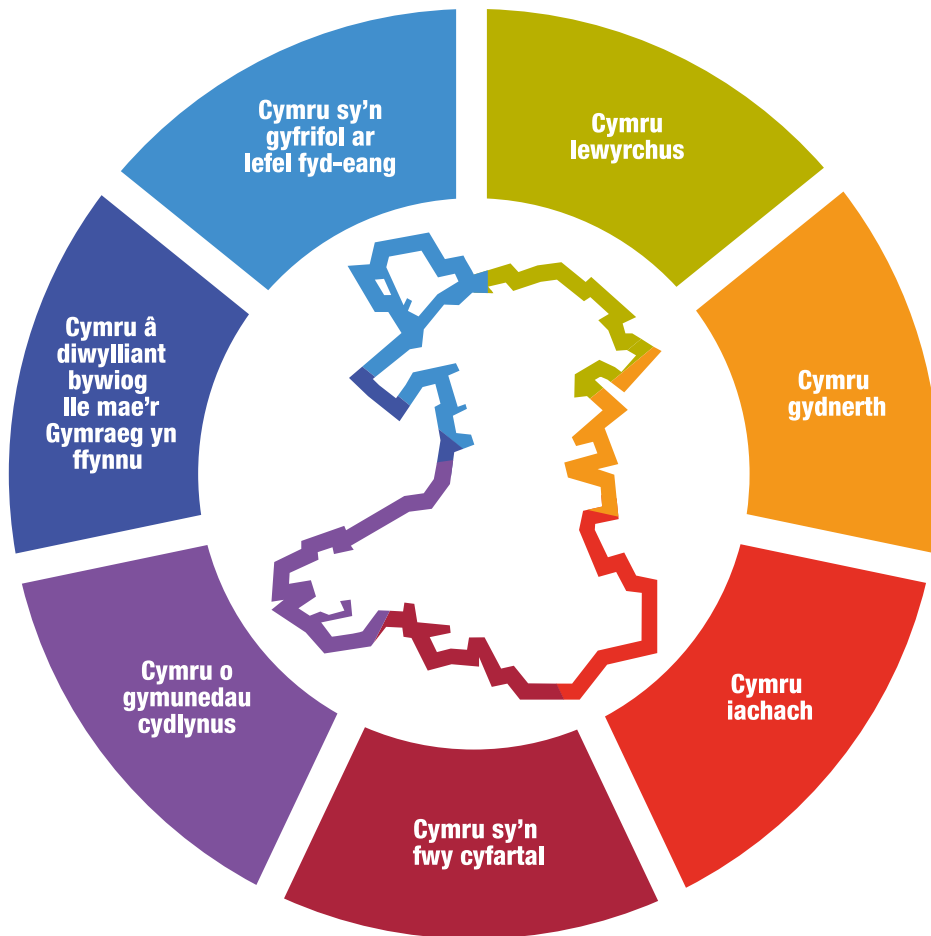 Cymru sy’n
gyfrifol ar
lefel fyd-eang
Cymru
lewyrchus
Cymru
gydnerth
Cymru
iachach
Cymru sy’n
fwy cyfartal
Cymru o
gymunedau
cydlynus
Cymru â
diwylliant
bywiog
lle mae’r
Gymraeg yn
ffynnu